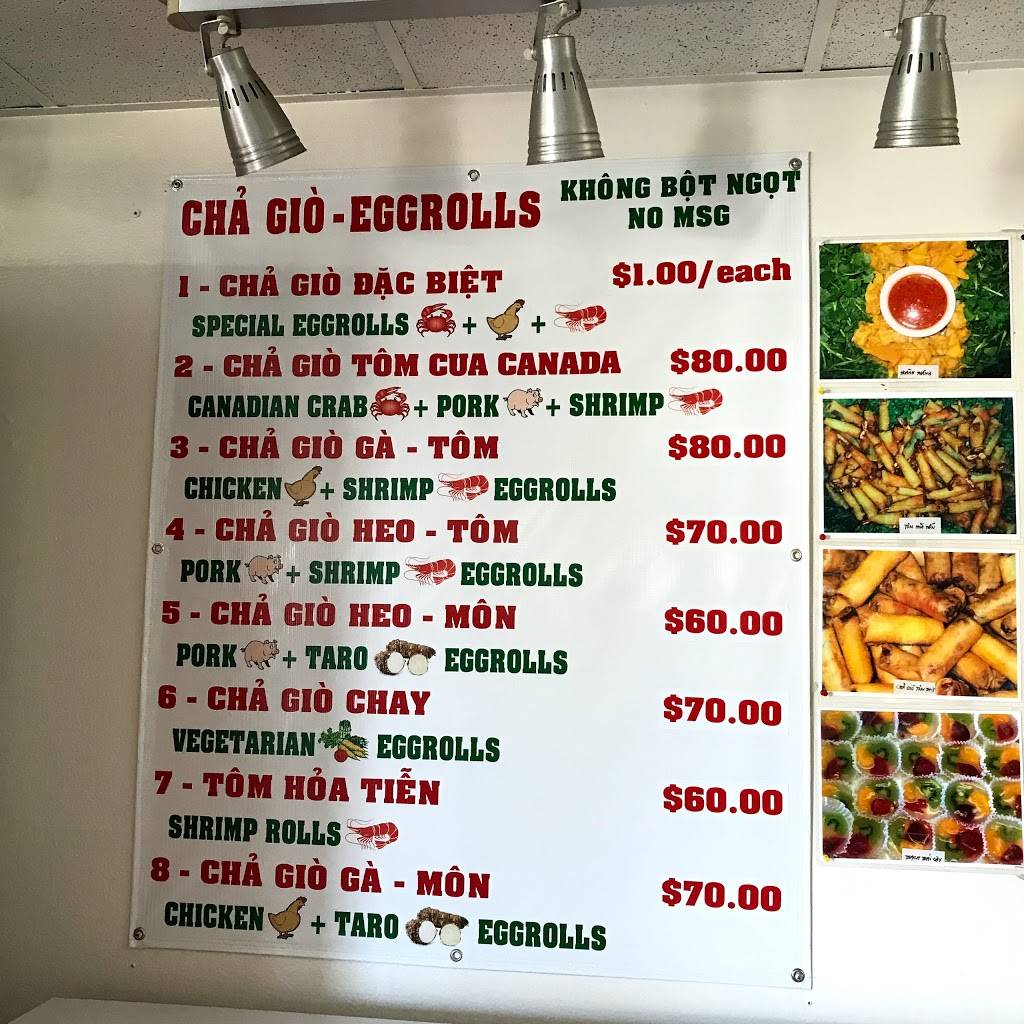 CHẢ GIÒ - EGGROLLS
KHÔNG BỘT NGỌT
NO MSG
1 - CHẢ GIÒ ĐẶC BIỆT $1.00/each
SPECIAL EGGROLLS + +
2 - CHẢ GIÒ TÔM CUA CANADA $80.00
CANADIAN CRAB + PORK + SHRIMP
3 - CHẢ GIÒ GÀ - TÔM $80.00
CHICKEN + SHRIMP EGGROLLS
4 - CHẢ GIÒ HEO - TÔM $70.00
PORK + SHRIMP EGGROLLS
5 - CHẢ GIÒ HEO - MÔN $60.00
PORK + TARO EGGROLLS
6 - CHẢ GIÒ CHAY $70.00
VEGETARIAN EGGROLLS
7 - TÔM HỎA TIỄN $60.00
SHRIMP ROLLS
8 - CHẢ GIÒ GÀ - MÔN $70.00
CHICKEN + TARO EGGROLLS